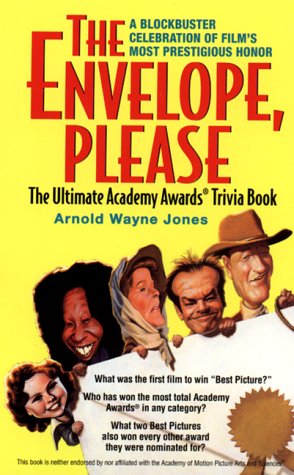 A BLOCKBUSTER
CELEBRATION OF FILM'S
MOST PRESTIGIOUS HONOR
THE
ENVELOPE,
PLEASE
The Ultimate Academy Awards® Trivia Book
Arnold Wayne Jones
What was the first film to win "Best Picture?"
Who has won the most total Academy
Awards® in any category?
What two Best Pictures
also won every other award
they were nominated for?
This book is neither endorsed by nor affiliated with the Academy of Motion Picture Arts and Sciences®